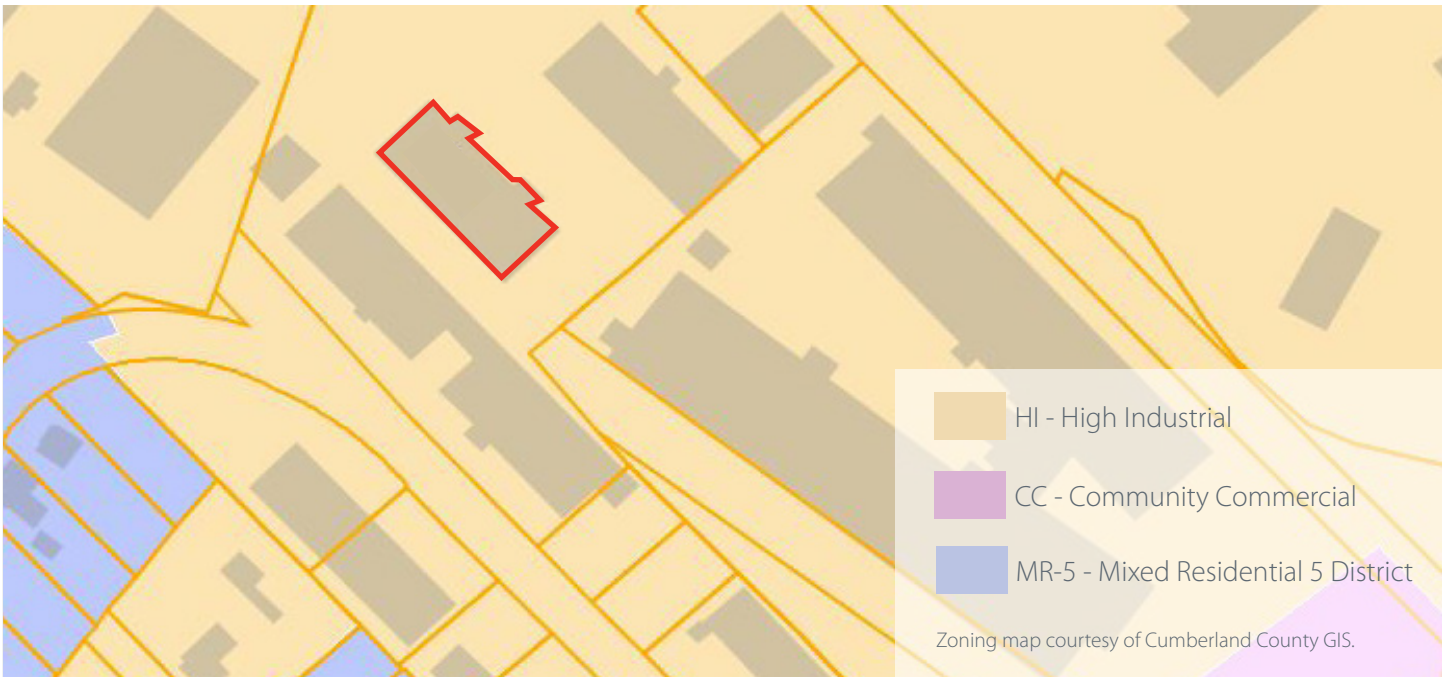 HI - High Industrial
CC - Community Commercial
MR-5 - Mixed Residential 5 District
Zoning map courtesy of Cumberland County GIS.